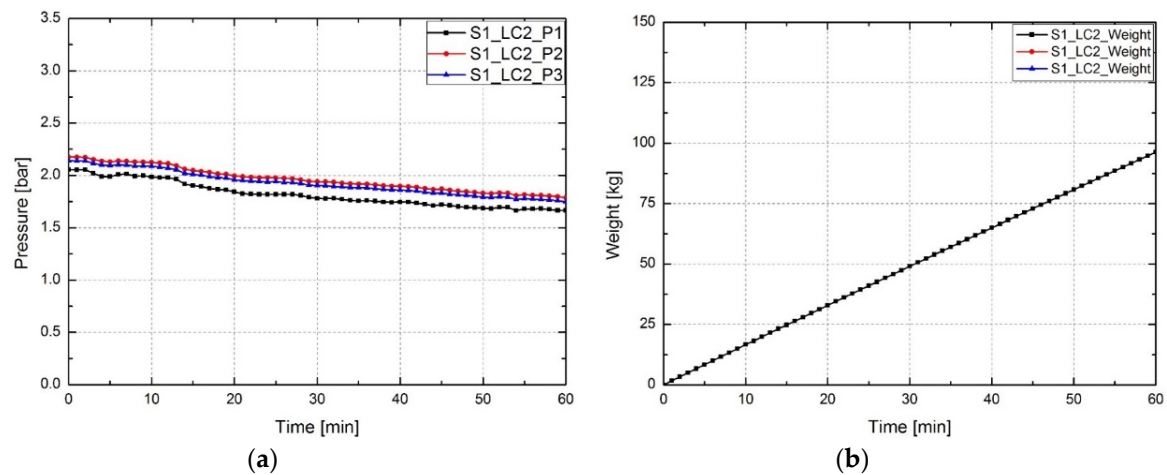 3.5
3.0
2.5
2.0
1.5
1.0
0.5
0.0
Pressure [bar]
S1_LC2_P1
S1_LC2_P2
S1_LC2_P3
0 10 20 30 40 50 60
Time [min]
(a)
150
125
100
75
50
25
0
Weight [kg]
S1_LC2_Weight
S1_LC2_Weight
S1_LC2_Weight
0 10 20 30 40 50 60
Time [min]
(b)